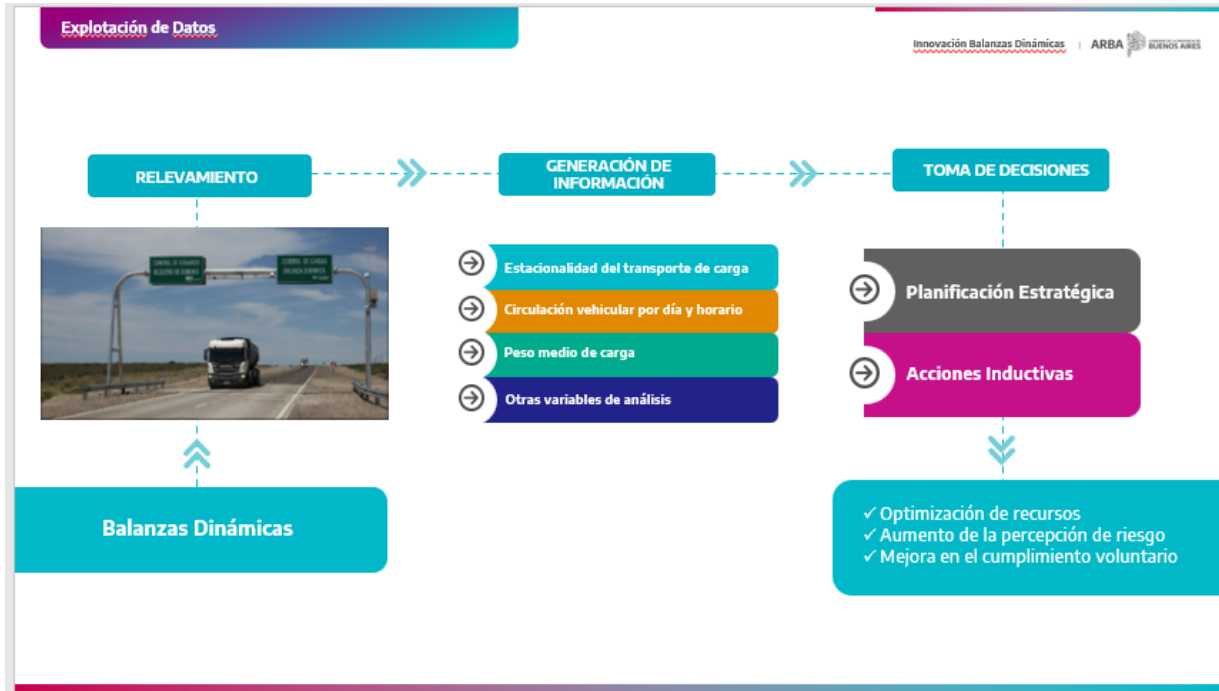 Explotación de Datos
Innovación Balanzas Dinámicas | ARBA
BUENOS AIRES
RELEVAMIENTO
GENERACIÓN DE
INFORMACIÓN
TOMA DE DECISIONES
Estacionalidad del transporte de carga
Circulación vehicular por día y horario
Peso medio de carga
Otras variables de análisis
Planificación Estratégica
Acciones Inductivas
Balanzas Dinámicas
✓ Optimización de recursos
✓ Aumento de la percepción de riesgo
✓ Mejora en el cumplimiento voluntario